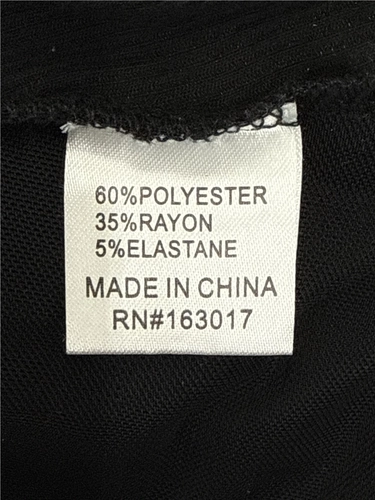 60%POLYESTER
35%RAYON
5%ELASTANE
MADE IN CHINA
RN#163017